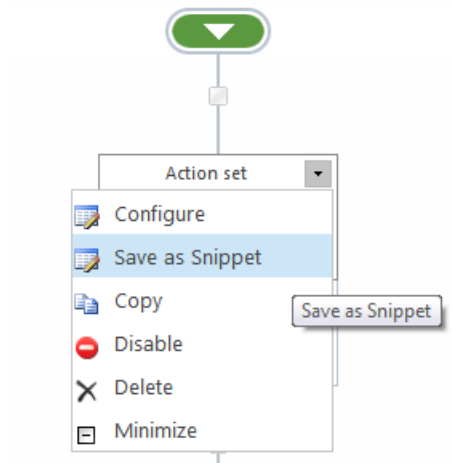 Action set
Configure
Save as Snippet
Copy
Save as Snippet
Disable
Delete
Minimize